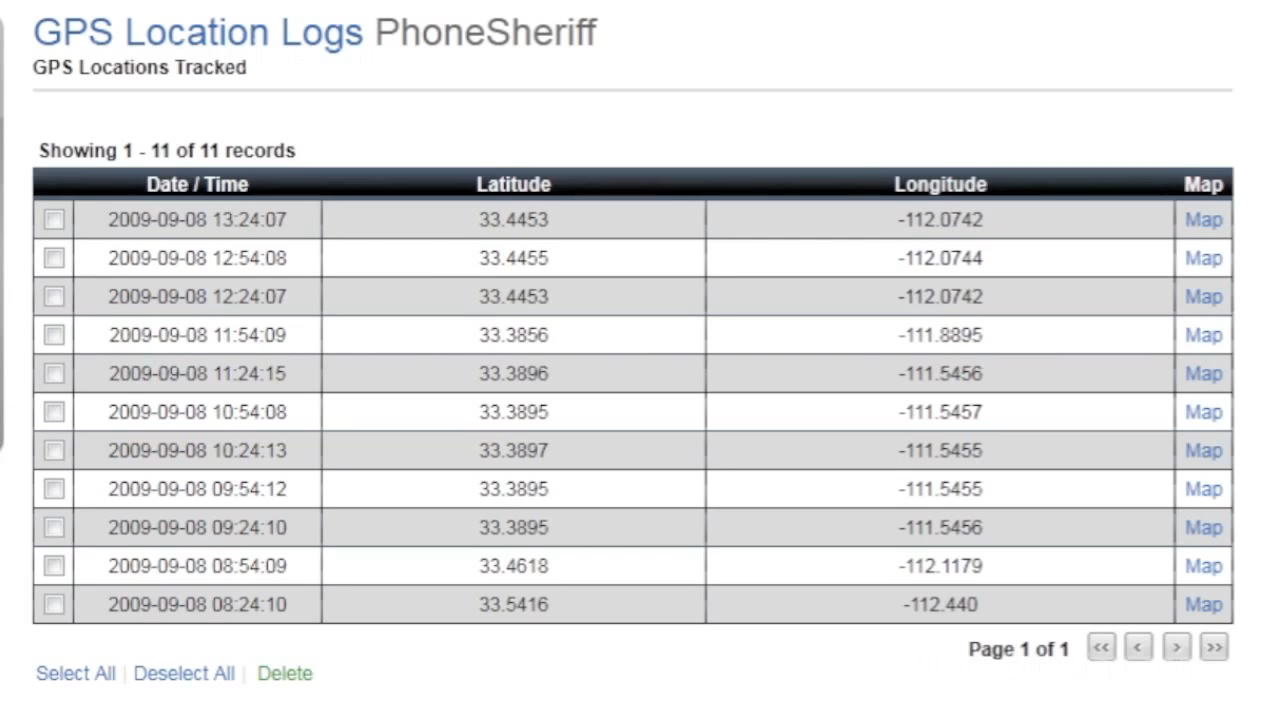 GPS Location Logs PhoneSheriff
GPS Locations Tracked
Showing 1 - 11 of 11 records
Date / Time Latitude Longitude Map
2009-09-08 13:24:07 33.4453 -112.0742 Map
2009-09-08 12:54:08 33.4455 -112.0744 Map
2009-09-08 12:24:07 33.4453 -112.0742 Map
2009-09-08 11:54:09 33.3856 -111.8895 Map
2009-09-08 11:24:15 33.3896 -111.5456 Map
2009-09-08 10:54:08 33.3895 -111.5457 Map
2009-09-08 10:24:13 33.3897 -111.5455 Map
2009-09-08 09:54:12 33.3895 -111.5455 Map
2009-09-08 09:24:10 33.3895 -111.5456 Map
2009-09-08 08:54:09 33.4618 -112.1179 Map
2009-09-08 08:24:10 33.5416 -112.440 Map
Page 1 of 1 << < > >>
Select All | Deselect All | Delete